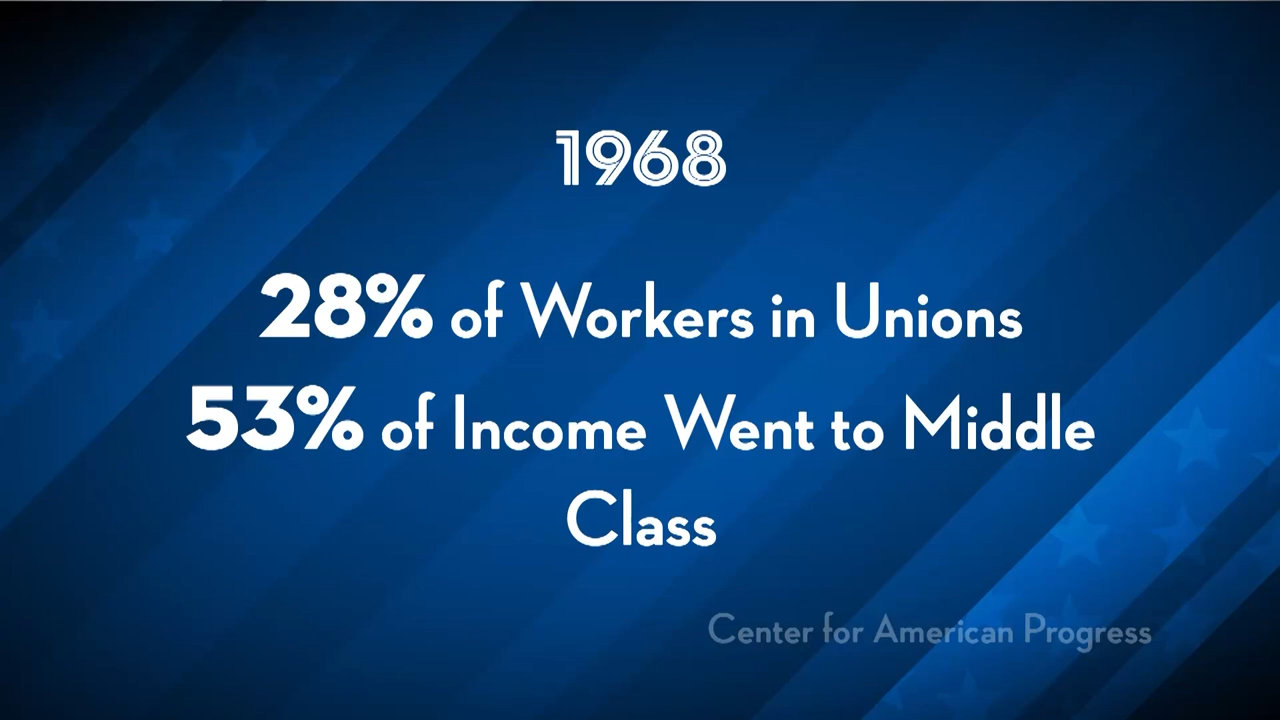 1968
28% of Workers in Unions
53% of Income Went to Middle
Class
Center for American Progress